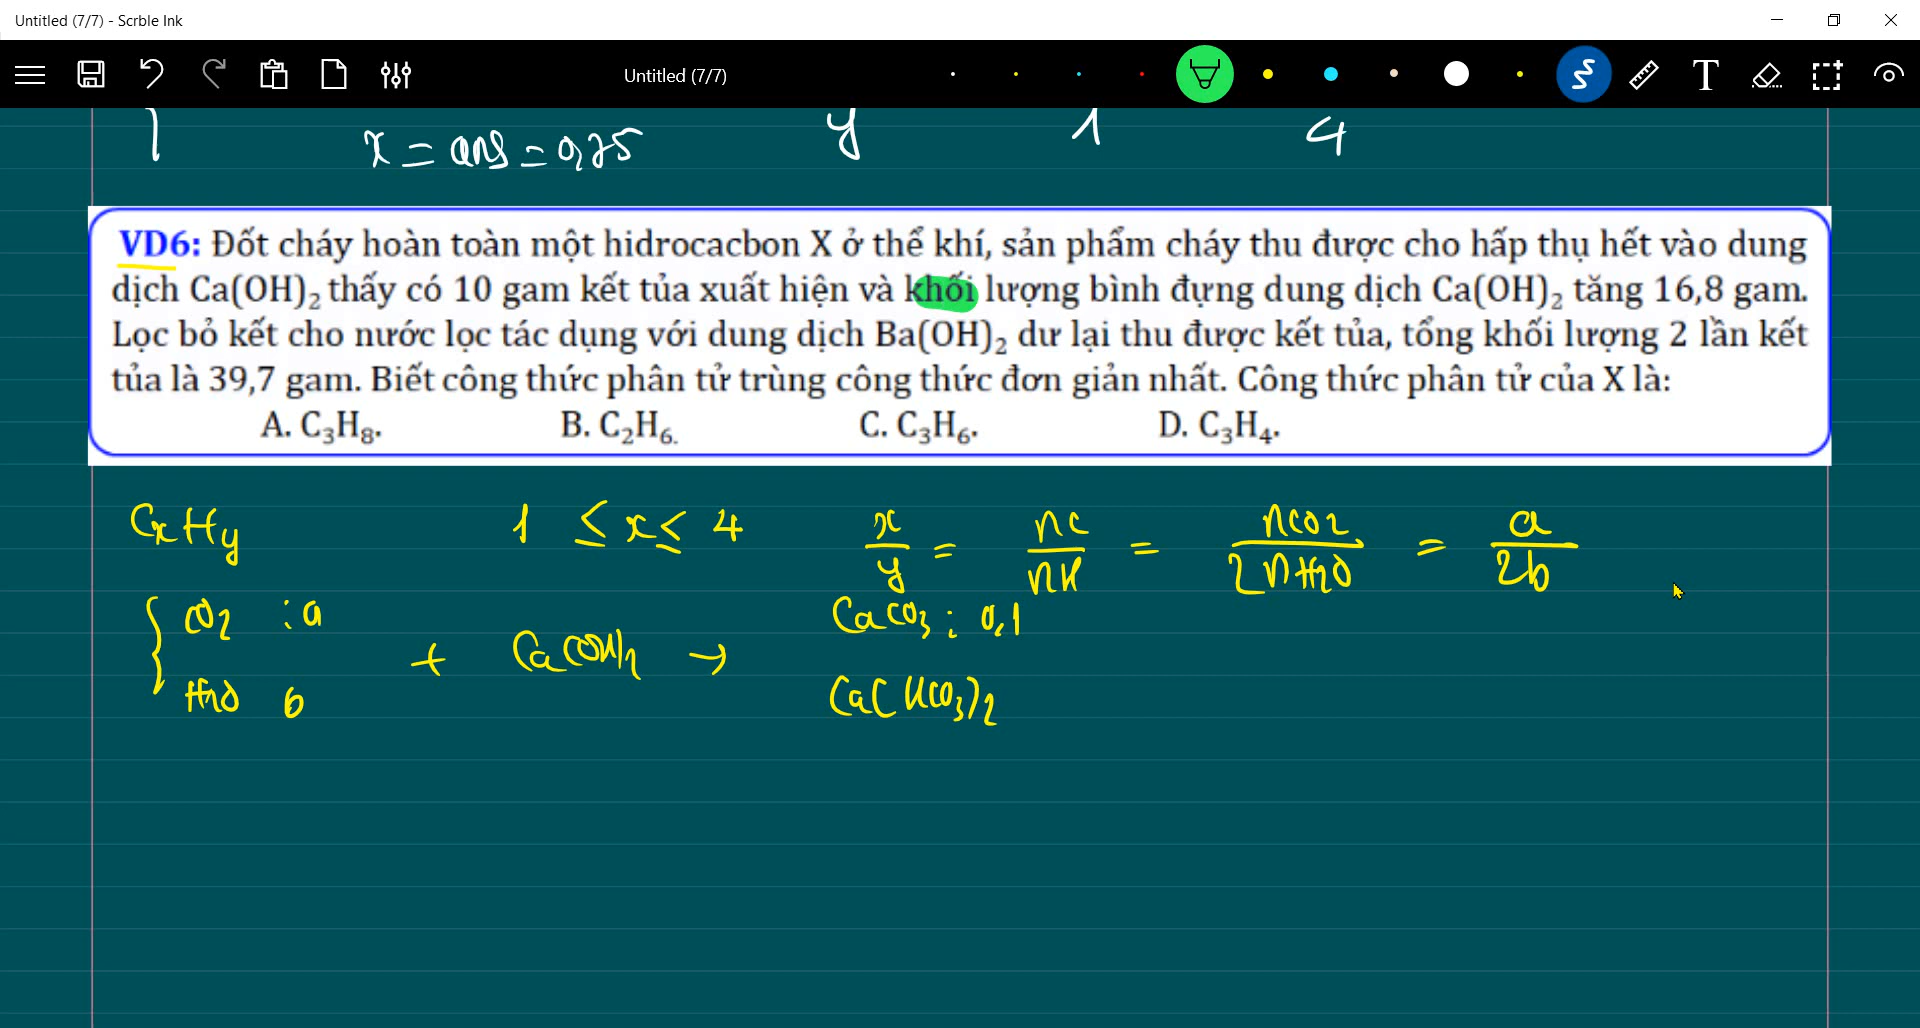 Untitled (7/7) - Scrble Ink
Untitled (7/7)
T
x = ans = 0,25
y 1 4
VD6: Đốt cháy hoàn toàn một hidrocacbon X ở thể khí, sản phẩm cháy thu được cho hấp thụ hết vào dung
dịch Ca(OH)₂ thấy có 10 gam kết tủa xuất hiện và khối lượng bình đựng dung dịch Ca(OH)₂ tăng 16,8 gam.
Lọc bỏ kết cho nước lọc tác dụng với dung dịch Ba(OH)₂ dư lại thu được kết tủa, tổng khối lượng 2 lần kết
tủa là 39,7 gam. Biết công thức phân tử trùng công thức đơn giản nhất. Công thức phân tử của X là:
A. C₃H₈. B. C₂H₆. C. C₃H₆. D. C₃H₄.
CxHy 1 ≤ x ≤ 4 x/y = nC/nH = nCO2/2nH2O = a/2b
CO2 : a
CaCO3 : 0,1
+ Ca(OH)2 →
H2O b
Ca(HCO3)2